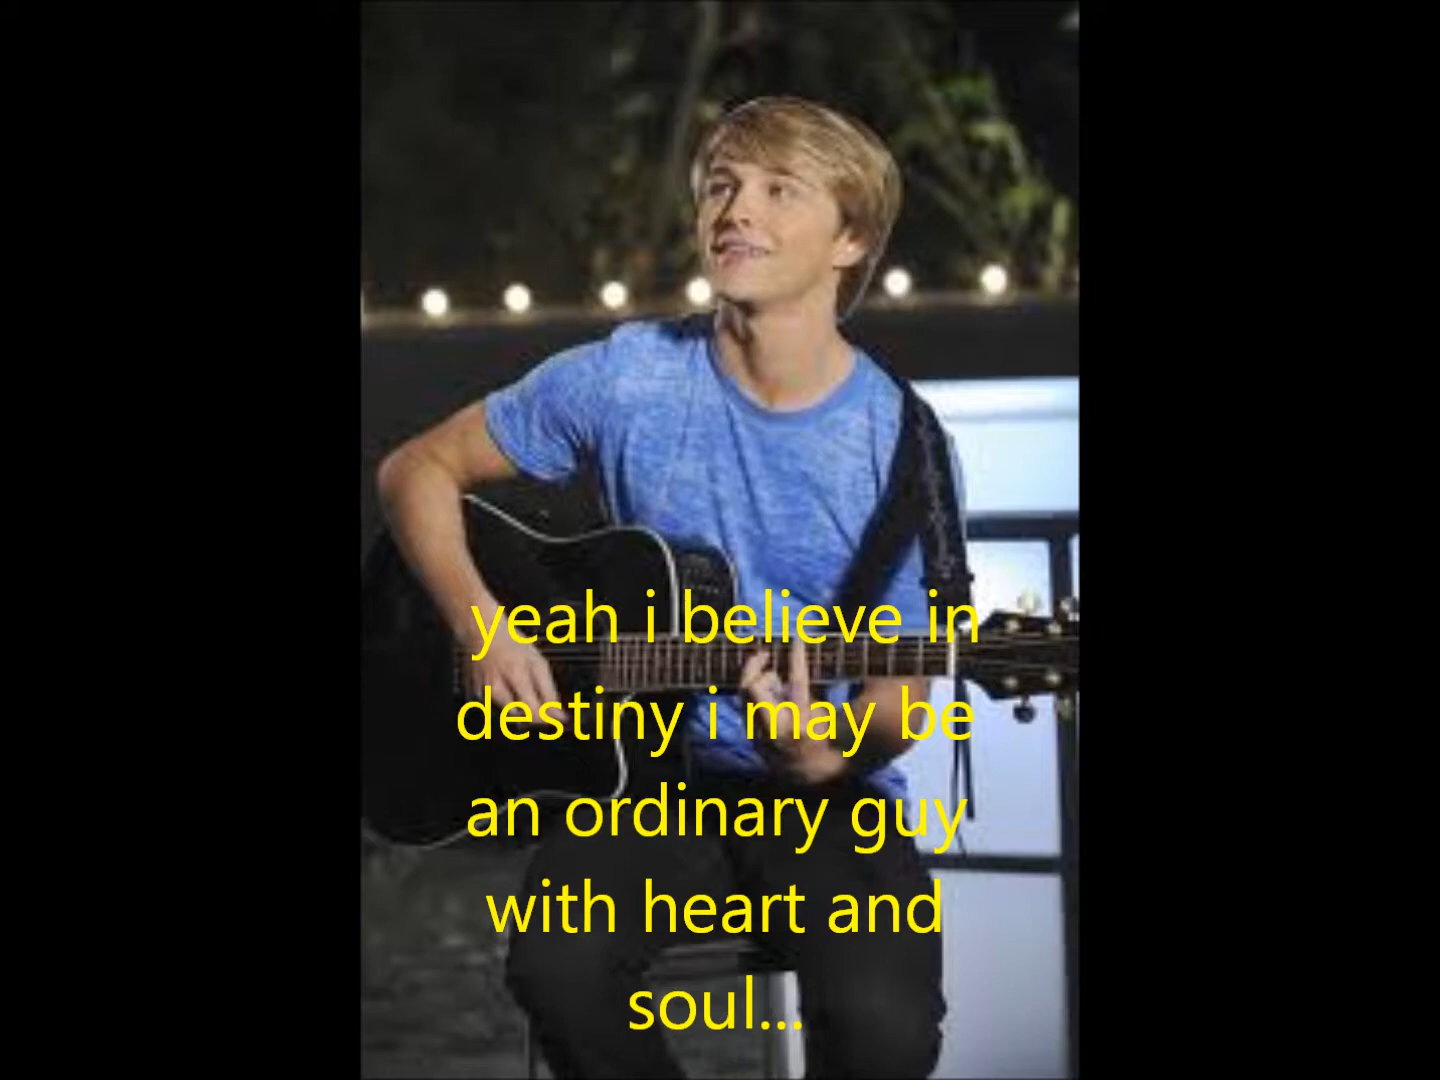 yeah i believe in
destiny i may be
an ordinary guy
with heart and
soul...